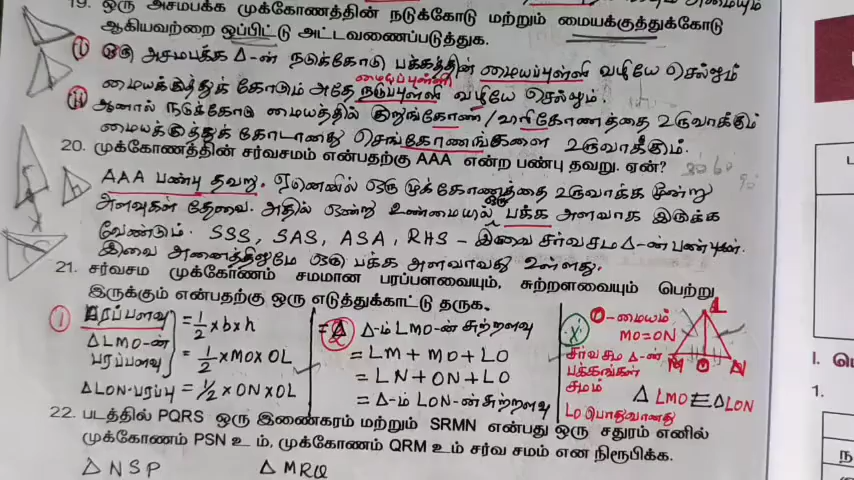 19. ஒரு அசமபக்க முக்கோணத்தின் நடுக்கோடு மற்றும் மையக்குத்துக்கோடு
ஆகியவற்றை ஒப்பிட்டு அட்டவணைப்படுத்துக.
i ஒரு அசமபக்க Δ-ன் நடுக்கோடு பக்கத்தின் மையப்புள்ளி வழியே செல்லும்
மையப்புள்ளி
மையக்குத்துக் கோடும் அதே நடுப்புள்ளி வழியே செல்லும்.
ii ஆனால் நடுக்கோடு மையத்தில் குறுங்கோண / விரிகோணத்தை உருவாக்கும்
மையக்குத்துக் கோடானது செங்கோணங்களை உருவாக்கும்.
20. முக்கோணத்தின் சர்வசமம் என்பதற்கு AAA என்ற பண்பு தவறு. ஏன்?
AAA பண்பு தவறு. ஏனெனில் ஒரு முக்கோணத்தை உருவாக்க மூன்று
அளவுகள் தேவை. அதில் ஒன்று உண்மையில் ஒரு பக்க அளவாக இருக்க
வேண்டும். SSS, SAS, ASA, RHS - இவை சர்வசம Δ-ன் பண்புகள்.
இவை அனைத்திலுமே ஒரு பக்க அளவாவது உள்ளது.
21. சர்வசம முக்கோணம் சமமான பரப்பளவையும், சுற்றளவையும் பெற்று
இருக்கும் என்பதற்கு ஒரு எடுத்துக்காட்டு தருக.
பரப்பளவு = 1/2 × b × h
ΔLMO-ன் பரப்பளவு = 1/2 × MO × OL
ΔLON-பரப்பு = 1/2 × ON × OL
Δ-ம் LMO-ன் சுற்றளவு
= LM + MO + LO
= LN + ON + LO
= Δ-ம் LON-ன் சுற்றளவு
O-மையம்
MO = ON
சர்வசம Δ-ன்
பக்கங்கள்
சமம்
LO பொதுவானது
L
M O N
Δ LMO ≡ ΔLON
22. படத்தில் PQRS ஒரு இணைகரம் மற்றும் SRMN என்பது ஒரு சதுரம் எனில்
முக்கோணம் PSN உம், முக்கோணம் QRM உம் சர்வ சமம் என நிரூபிக்க.
Δ NSP Δ MRQ
1.